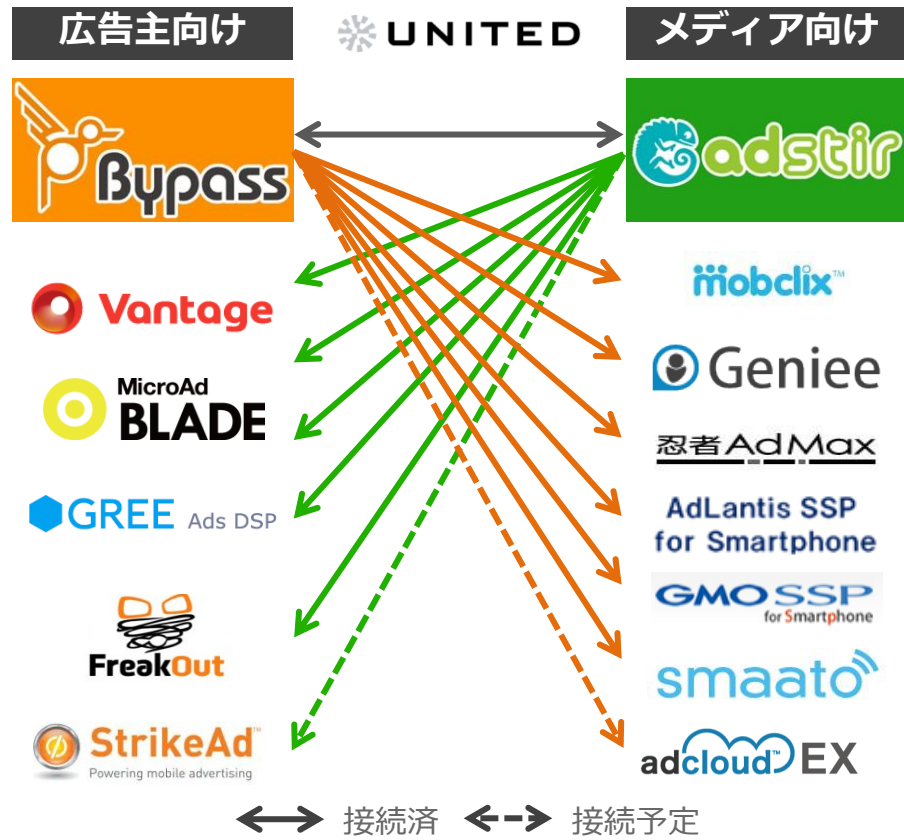 広告主向け
UNITED
メディア向け
Bypass
adstir
Vantage
MicroAd
BLADE
GREE Ads DSP
FreakOut
StrikeAd™
Powering mobile advertising
mobclix™
Geniee
忍者AdMax
AdLantis SSP
for Smartphone
GMO SSP
for Smartphone
smaato
adcloud™ EX
接続済
接続予定